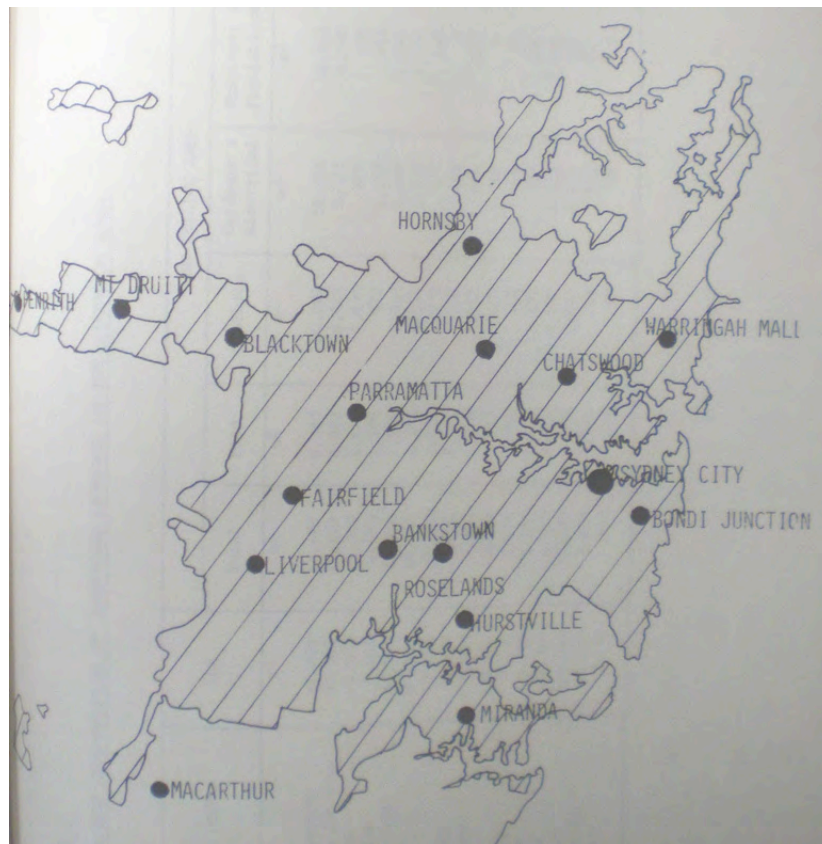 HORNSBY
PENRITH
MT DRUITT
MACQUARIE
WARRINGAH MALL
BLACKTOWN
CHATSWOOD
PARRAMATTA
SYDNEY CITY
FAIRFIELD
BONDI JUNCTION
BANKSTOWN
LIVERPOOL
ROSELANDS
HURSTVILLE
MIRANDA
MACARTHUR